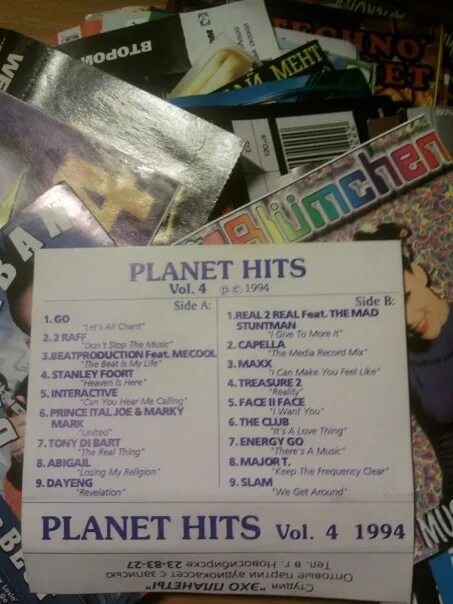 ВТОРОЙ
МЕНТ
TECHNO
Blümchen
BAN
PLANET HITS
Vol. 4 ℗ © 1994
Side A:
1. GO
"Let's All Chant"
2. 2 RAFF
"Don't Stop The Music"
3. BEATPRODUCTION Feat. MECOOL
"The Beat is My Life"
4. STANLEY FOORT
"Heaven Is Here"
5. INTERACTIVE
"Can You Hear Me Calling"
6. PRINCE ITAL JOE & MARKY
MARK
"United"
7. TONY DI BART
"The Real Thing"
8. ABIGAIL
"Losing My Religion"
9. DAYENG
"Revelation"
Side B:
1. REAL 2 REAL Feat. THE MAD
STUNTMAN
"I Give To More It"
2. CAPELLA
"The Media Record Mix"
3. MAXX
"I Can Make You Feel Like"
4. TREASURE 2
"Reality"
5. FACE II FACE
"I Want You"
6. THE CLUB
"It's A Love Thing"
7. ENERGY GO
"There's A Music"
8. MAJOR T.
"Keep The Frequency Clear"
9. SLAM
"We Get Around"
PLANET HITS Vol. 4 1994
Студия "ЭХО ПЛАНЕТЫ"
Оптовые партии аудиокассет с записью
Тел. в г. Новосибирске 23-83-27